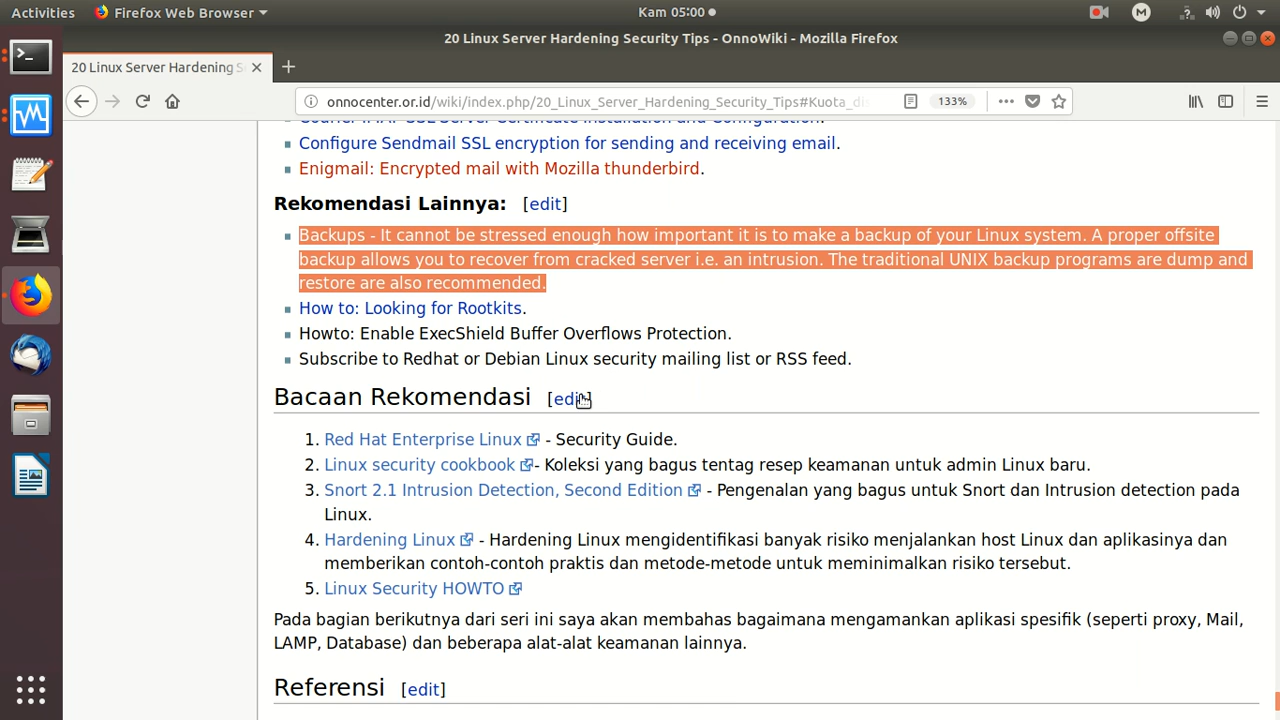 Activities Firefox Web Browser Kam 05:00 M
20 Linux Server Hardening Security Tips - OnnoWiki - Mozilla Firefox
20 Linux Server Hardening S
onnocenter.or.id/wiki/index.php/20_Linux_Server_Hardening_Security_Tips#Kuota_di 133%
Courier IMAP SSL Server Certificate Installation and Configuration.
Configure Sendmail SSL encryption for sending and receiving email.
Enigmail: Encrypted mail with Mozilla thunderbird.
Rekomendasi Lainnya: [edit]
Backups - It cannot be stressed enough how important it is to make a backup of your Linux system. A proper offsite
backup allows you to recover from cracked server i.e. an intrusion. The traditional UNIX backup programs are dump and
restore are also recommended.
How to: Looking for Rootkits.
Howto: Enable ExecShield Buffer Overflows Protection.
Subscribe to Redhat or Debian Linux security mailing list or RSS feed.
Bacaan Rekomendasi [edit]
1. Red Hat Enterprise Linux - Security Guide.
2. Linux security cookbook - Koleksi yang bagus tentag resep keamanan untuk admin Linux baru.
3. Snort 2.1 Intrusion Detection, Second Edition - Pengenalan yang bagus untuk Snort dan Intrusion detection pada
Linux.
4. Hardening Linux - Hardening Linux mengidentifikasi banyak risiko menjalankan host Linux dan aplikasinya dan
memberikan contoh-contoh praktis dan metode-metode untuk meminimalkan risiko tersebut.
5. Linux Security HOWTO
Pada bagian berikutnya dari seri ini saya akan membahas bagaimana mengamankan aplikasi spesifik (seperti proxy, Mail,
LAMP, Database) dan beberapa alat-alat keamanan lainnya.
Referensi [edit]